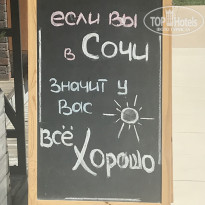 если вы
в Сочи
значит у
Вас
всё Хорошо
TOP HOTELS